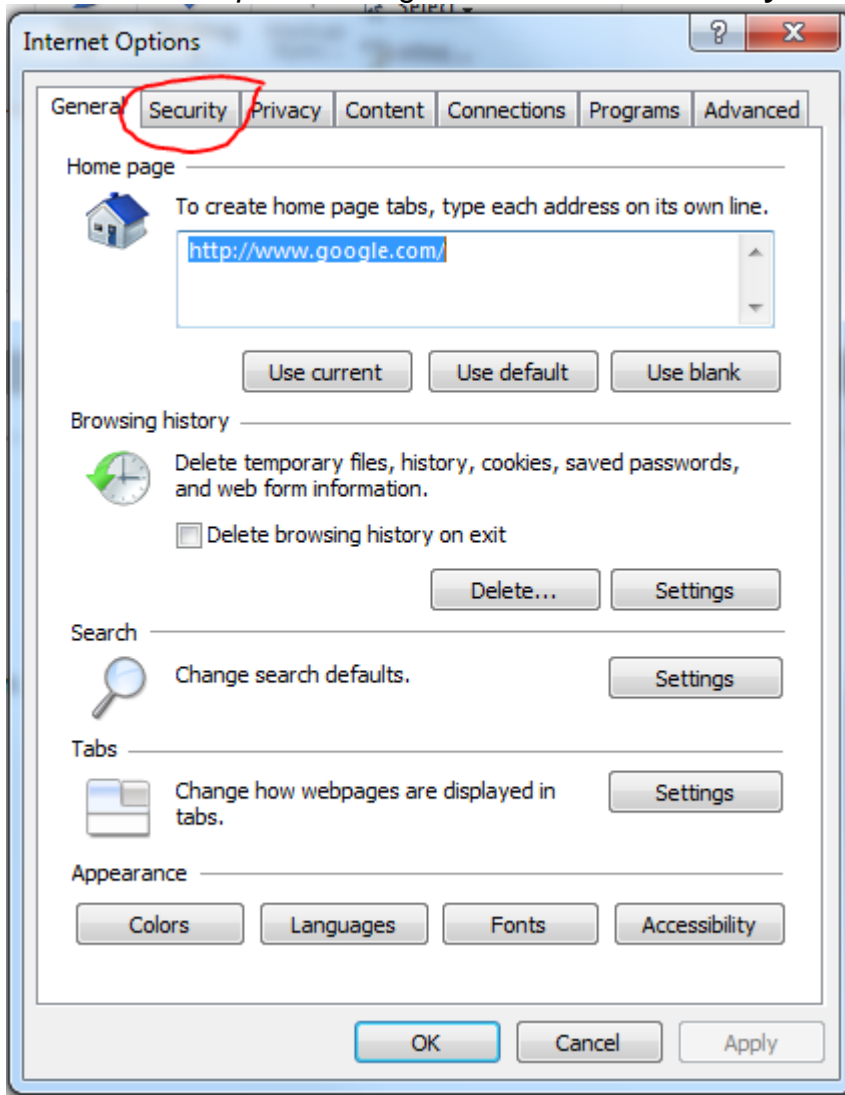 Select
Internet Options
General Security Privacy Content Connections Programs Advanced
Home page
To create home page tabs, type each address on its own line.
http://www.google.com/
Use current Use default Use blank
Browsing history
Delete temporary files, history, cookies, saved passwords,
and web form information.
Delete browsing history on exit
Delete... Settings
Search
Change search defaults. Settings
Tabs
Change how webpages are displayed in
tabs.
Settings
Appearance
Colors Languages Fonts Accessibility
OK Cancel Apply